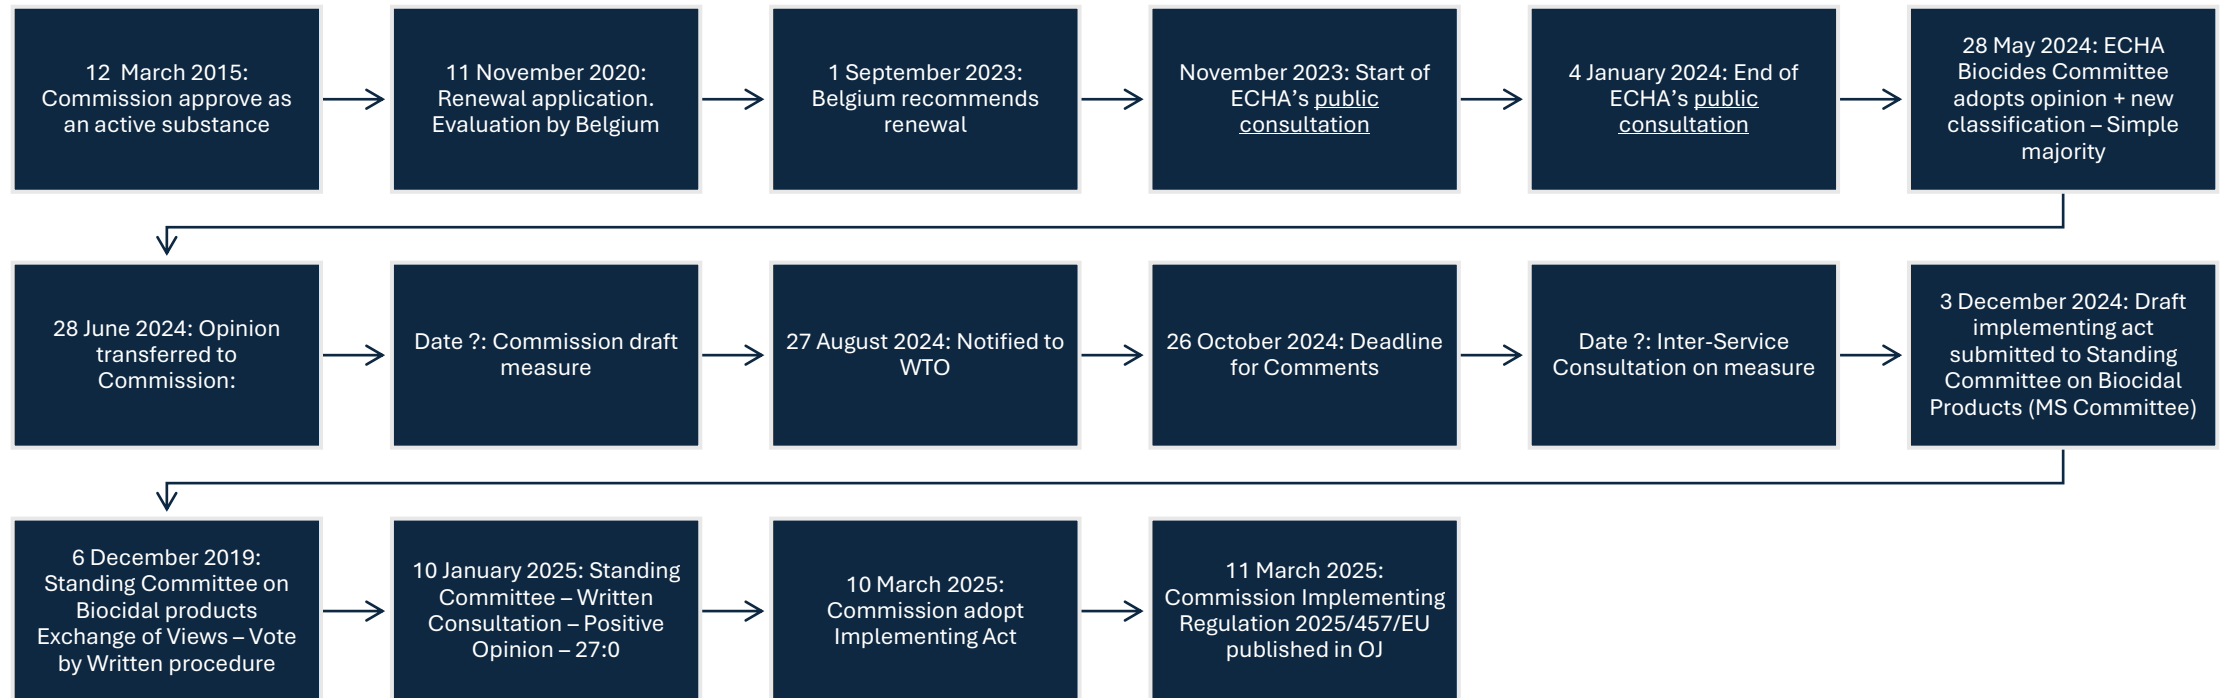 12 March 2015:
Commission approve as
an active substance
11 November 2020:
Renewal application.
Evaluation by Belgium
1 September 2023:
Belgium recommends
renewal
November 2023: Start of
ECHA’s public
consultation
4 January 2024: End of
ECHA’s public
consultation
28 May 2024: ECHA
Biocides Committee
adopts opinion + new
classification – Simple
majority
28 June 2024: Opinion
transferred to
Commission:
Date ?: Commission draft
measure
27 August 2024: Notified to
WTO
26 October 2024: Deadline
for Comments
Date ?: Inter-Service
Consultation on measure
3 December 2024: Draft
implementing act
submitted to Standing
Committee on Biocidal
Products (MS Committee)
6 December 2019:
Standing Committee on
Biocidal products
Exchange of Views – Vote
by Written procedure
10 January 2025: Standing
Committee – Written
Consultation – Positive
Opinion – 27:0
10 March 2025:
Commission adopt
Implementing Act
11 March 2025:
Commission Implementing
Regulation 2025/457/EU
published in OJ